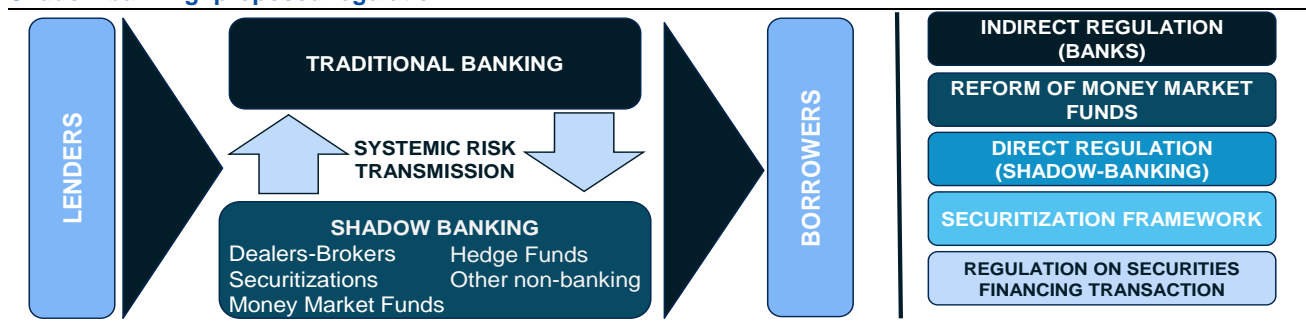 LENDERS
TRADITIONAL BANKING
SYSTEMIC RISK
TRANSMISSION
SHADOW BANKING
Dealers-Brokers
Securitizations
Money Market Funds
Hedge Funds
Other non-banking
BORROWERS
INDIRECT REGULATION
(BANKS)
REFORM OF MONEY MARKET
FUNDS
DIRECT REGULATION
(SHADOW-BANKING)
SECURITIZATION FRAMEWORK
REGULATION ON SECURITIES
FINANCING TRANSACTION